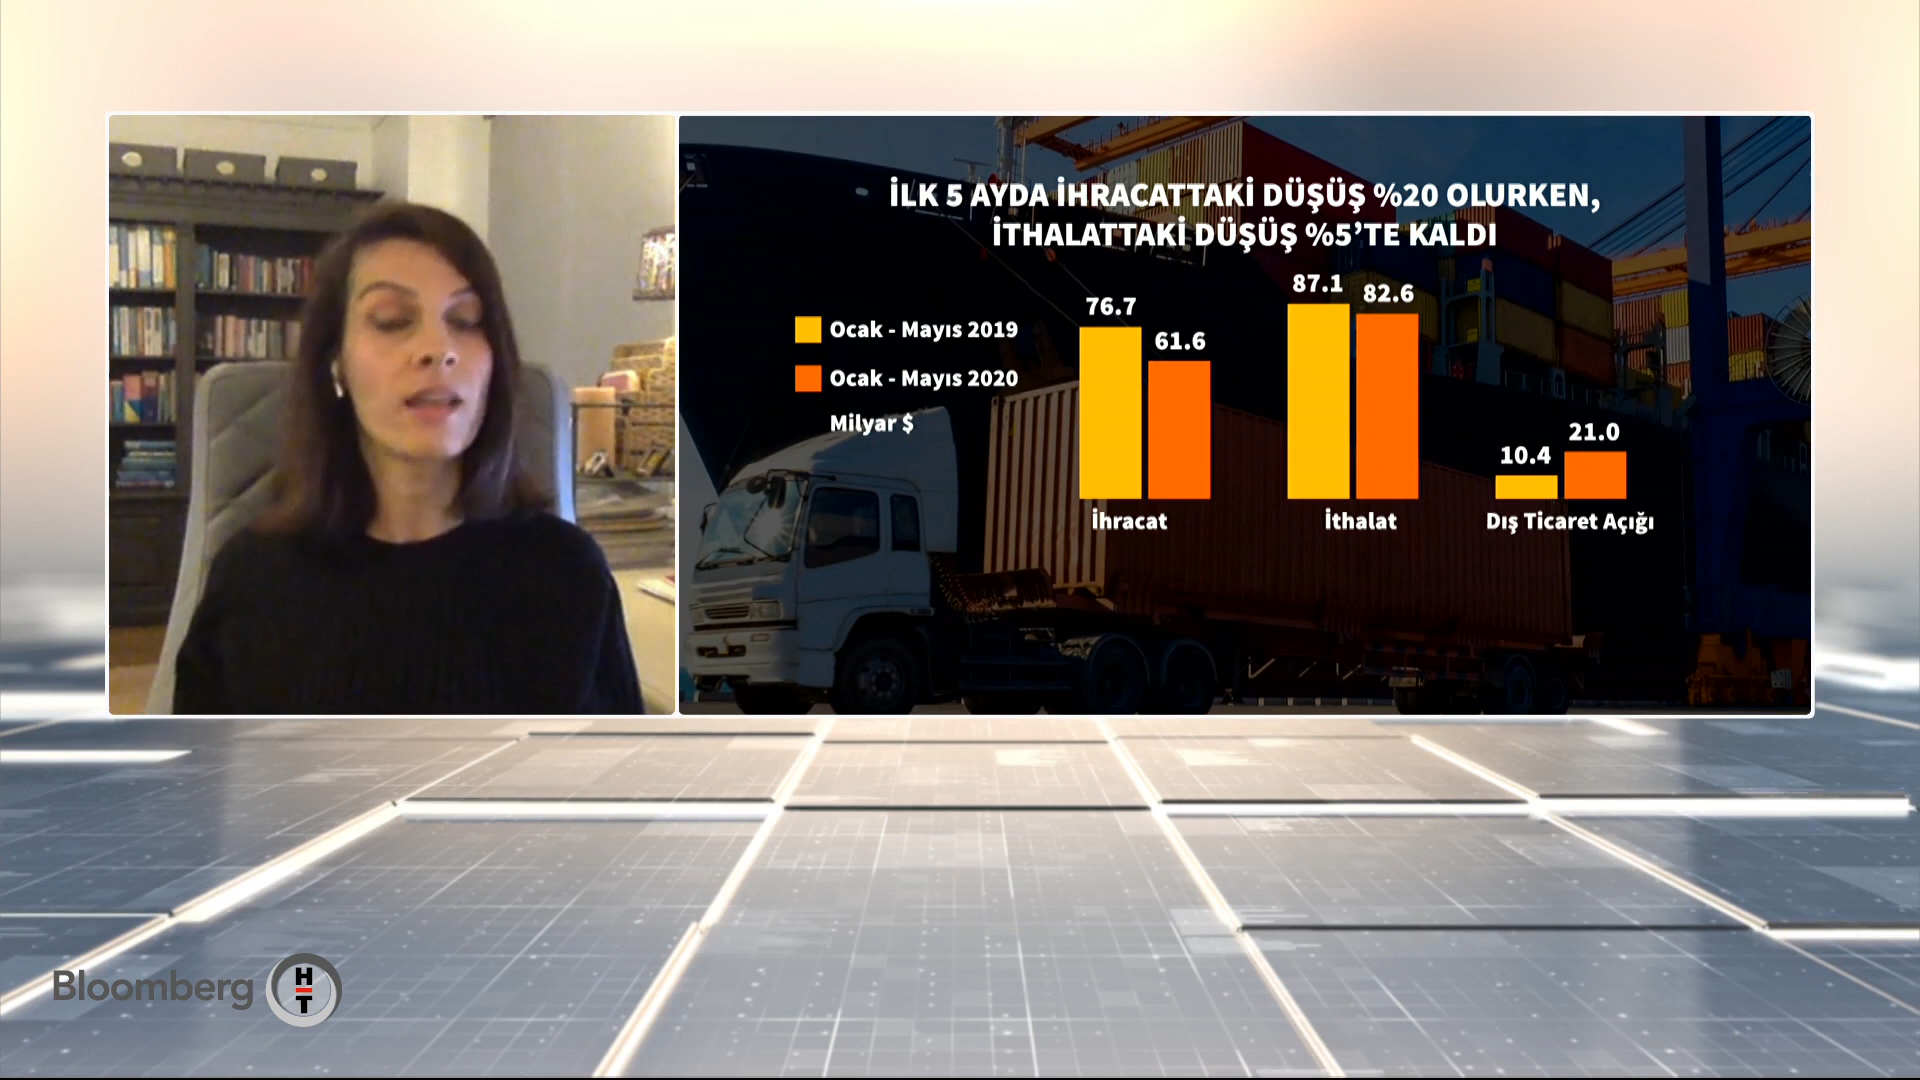 İLK 5 AYDA İHRACATTAKİ DÜŞÜŞ %20 OLURKEN,
İTHALATTAKİ DÜŞÜŞ %5’TE KALDI
Ocak - Mayıs 2019
Ocak - Mayıs 2020
Milyar $
76.7
61.6
87.1
82.6
10.4
21.0
İhracat
İthalat
Dış Ticaret Açığı
Bloomberg
HT